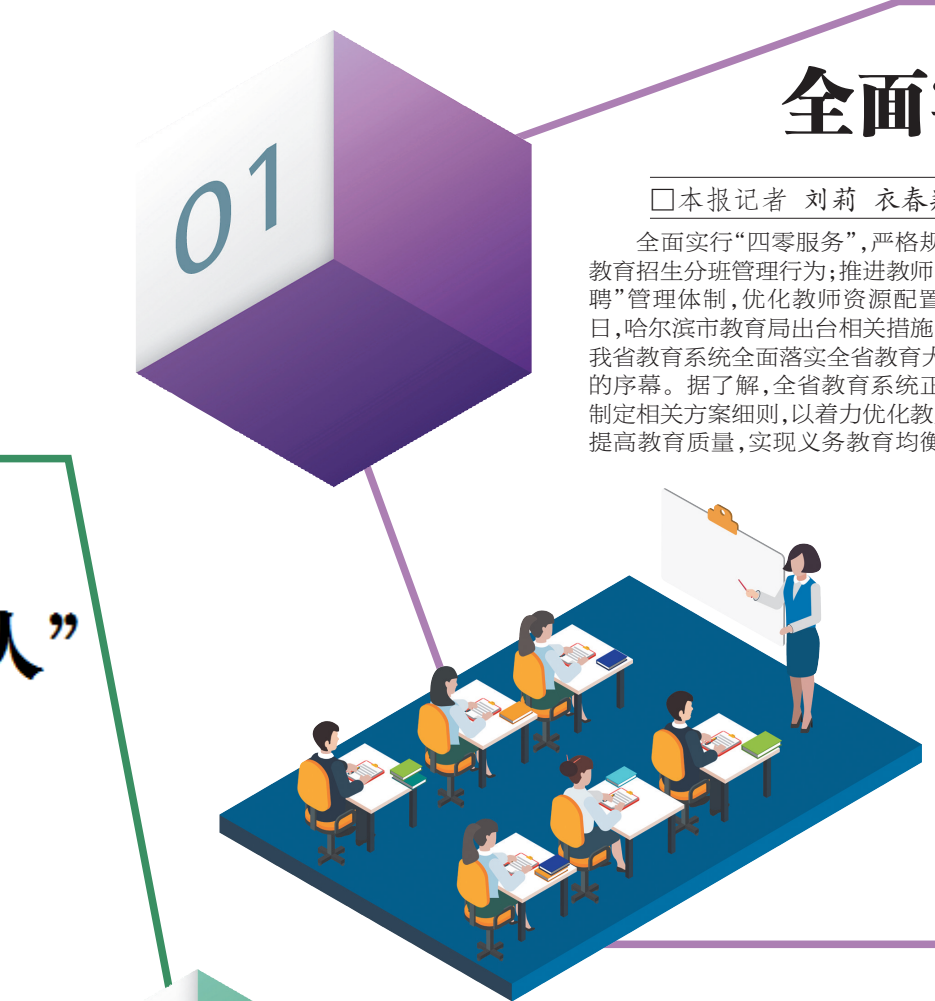 01
全面
□本报记者 刘莉 衣春
全面实行“四零服务”,严格规
教育招生分班管理行为;推进教师
聘”管理体制,优化教师资源配置
日,哈尔滨市教育局出台相关措施
我省教育系统全面落实全省教育大
的序幕。据了解,全省教育系统正
制定相关方案细则,以着力优化教
提高教育质量,实现义务教育均衡
人”